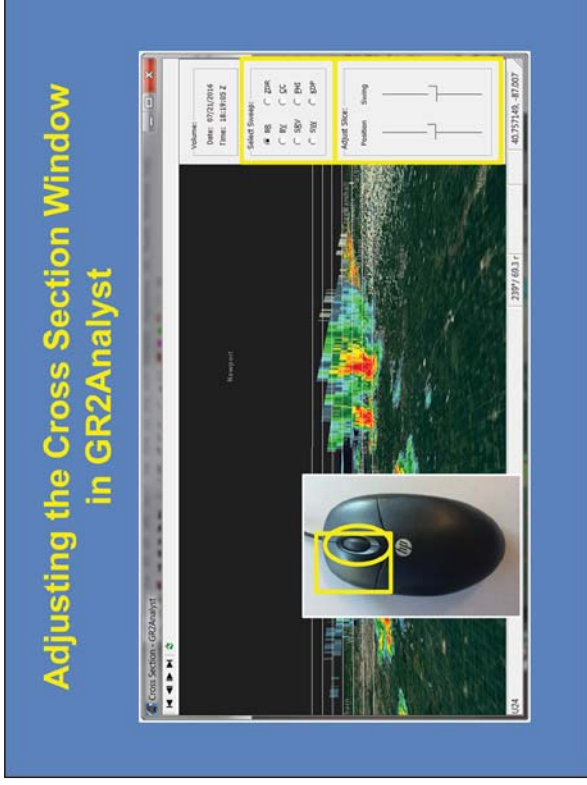 Adjusting the Cross Section Window
in GR2Analyst
Cross Section - GR2Analyst
Volume:
Date: 07/21/2016
Time: 18:19:05 Z
Select Sweep:
BR ZDR
BV CC
SRV PHI
SW KDP
Adjust Slice:
Position Swing
Newport
hp
U24
239°/ 69.3 r
40.757149, -87.007